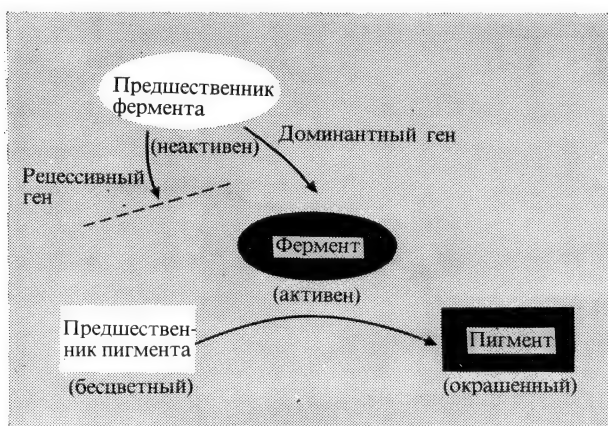 Предшественник
фермента
(неактивен)
Доминантный ген
Рецессивный
ген
Фермент
(активен)
Предшествен-
ник пигмента
(бесцветный)
Пигмент
(окрашенный)